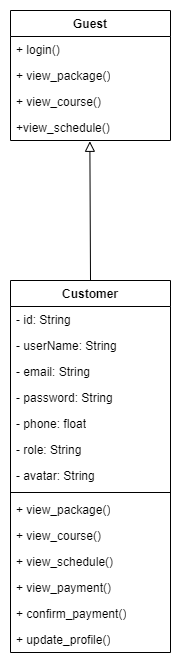 Guest
+ login()
+ view_package()
+ view_course()
+view_schedule()
Customer
- id: String
- userName: String
- email: String
- password: String
- phone: float
- role: String
- avatar: String
+ view_package()
+ view_course()
+ view_schedule()
+ view_payment()
+ confirm_payment()
+ update_profile()